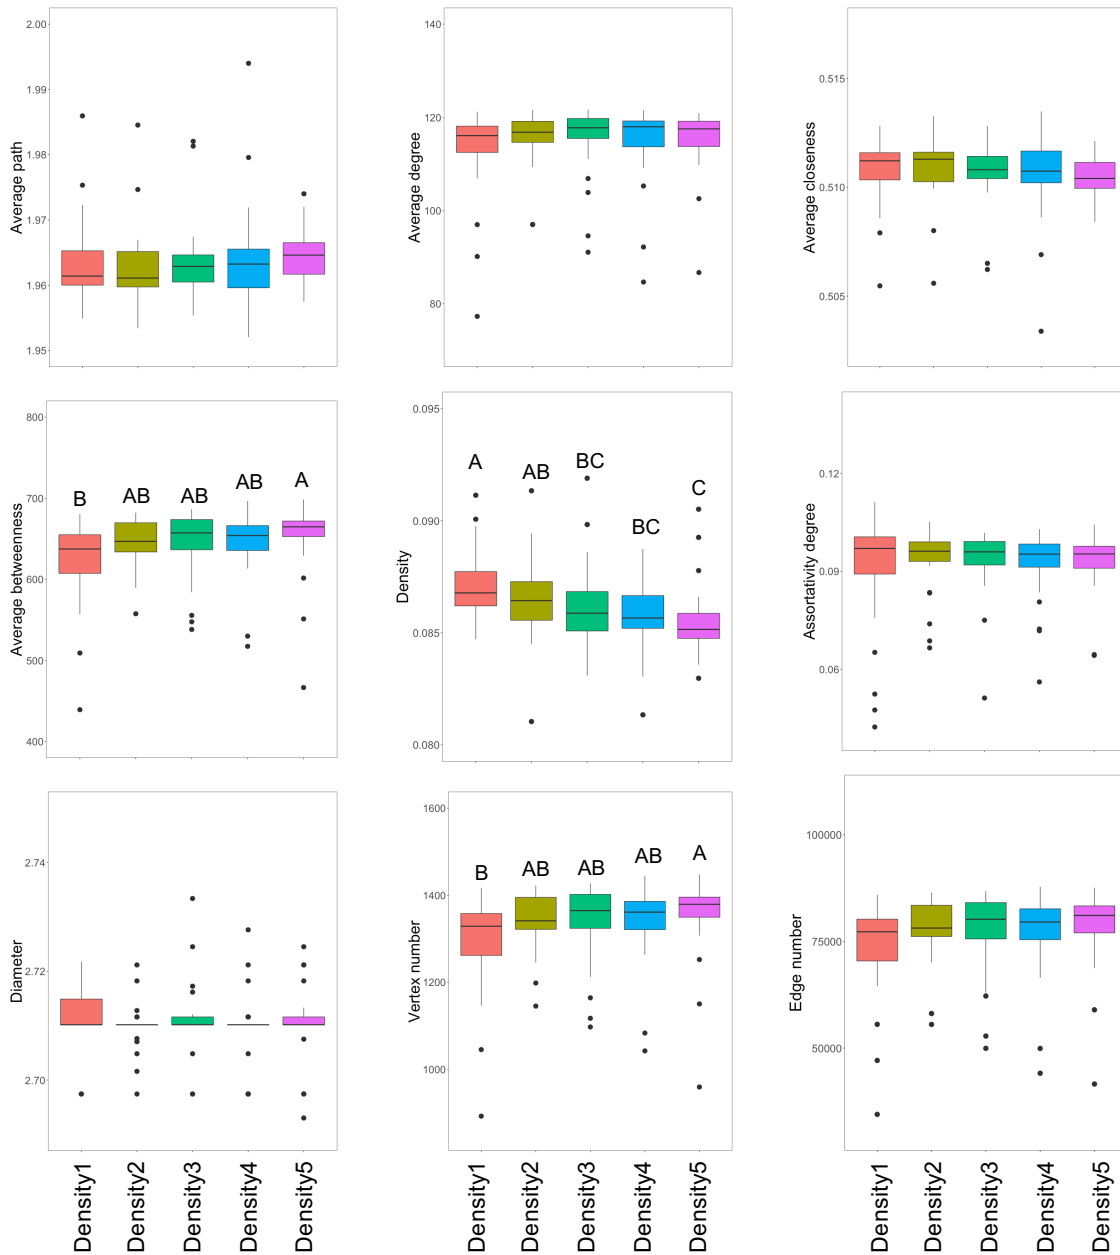 Average path
2.00
1.99
1.98
1.97
1.96
1.95
Average degree
140
120
100
80
Average closeness
0.515
0.510
0.505
Average betweenness
800
700
600
500
400
B
AB
AB
AB
A
Density
0.095
0.090
0.085
0.080
A
AB
BC
BC
C
Assortativity degree
0.12
0.09
0.06
Diameter
2.74
2.72
2.70
Density1
Density2
Density3
Density4
Density5
Vertex number
1600
1400
1200
1000
B
AB
AB
AB
A
Density1
Density2
Density3
Density4
Density5
Edge number
100000
75000
50000
Density1
Density2
Density3
Density4
Density5